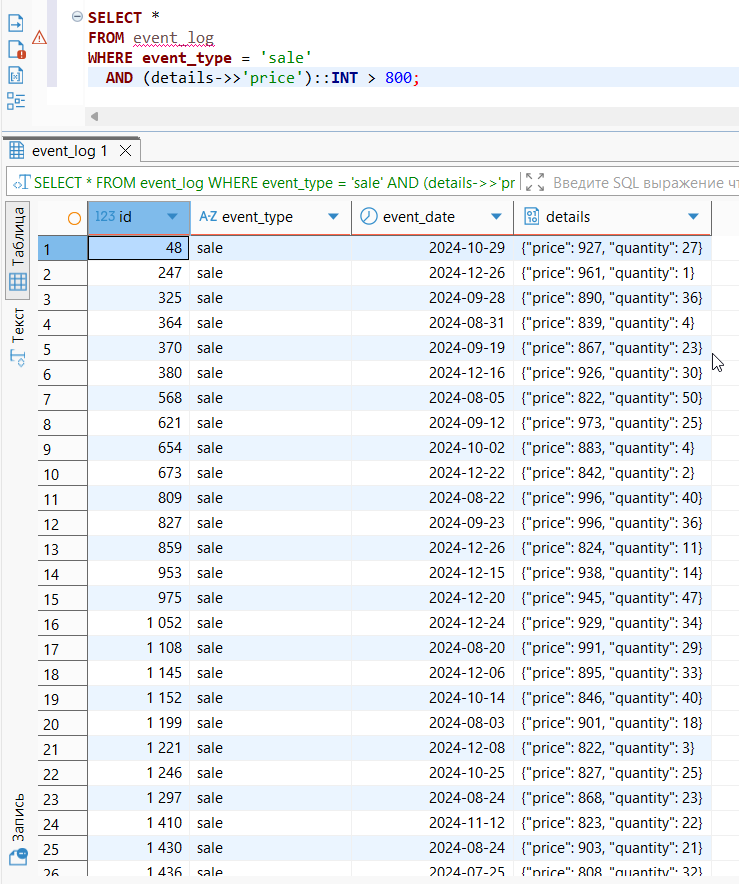 SELECT *
FROM event_log
WHERE event_type = 'sale'
AND (details->>'price')::INT > 800;
event_log 1
SELECT * FROM event_log WHERE event_type = 'sale' AND (details->>'pr
Введите SQL выражение чт
Таблица
Текст
Запись
123 id A-Z event_type event_date details
1 48 sale 2024-10-29 {"price": 927, "quantity": 27}
2 247 sale 2024-12-26 {"price": 961, "quantity": 1}
3 325 sale 2024-09-28 {"price": 890, "quantity": 36}
4 364 sale 2024-08-31 {"price": 839, "quantity": 4}
5 370 sale 2024-09-19 {"price": 867, "quantity": 23}
6 380 sale 2024-12-16 {"price": 926, "quantity": 30}
7 568 sale 2024-08-05 {"price": 822, "quantity": 50}
8 621 sale 2024-09-12 {"price": 973, "quantity": 25}
9 654 sale 2024-10-02 {"price": 883, "quantity": 4}
10 673 sale 2024-12-22 {"price": 842, "quantity": 2}
11 809 sale 2024-08-22 {"price": 996, "quantity": 40}
12 827 sale 2024-09-23 {"price": 996, "quantity": 36}
13 859 sale 2024-12-26 {"price": 824, "quantity": 11}
14 953 sale 2024-12-15 {"price": 938, "quantity": 14}
15 975 sale 2024-12-20 {"price": 945, "quantity": 47}
16 1 052 sale 2024-12-24 {"price": 929, "quantity": 34}
17 1 108 sale 2024-08-20 {"price": 991, "quantity": 29}
18 1 145 sale 2024-12-06 {"price": 895, "quantity": 33}
19 1 152 sale 2024-10-14 {"price": 846, "quantity": 40}
20 1 199 sale 2024-08-03 {"price": 901, "quantity": 18}
21 1 221 sale 2024-12-08 {"price": 822, "quantity": 3}
22 1 246 sale 2024-10-25 {"price": 827, "quantity": 25}
23 1 297 sale 2024-08-24 {"price": 868, "quantity": 23}
24 1 410 sale 2024-11-12 {"price": 823, "quantity": 22}
25 1 430 sale 2024-08-24 {"price": 903, "quantity": 21}
26 1 436 sale 2024-07-25 {"price": 808, "quantity": 32}